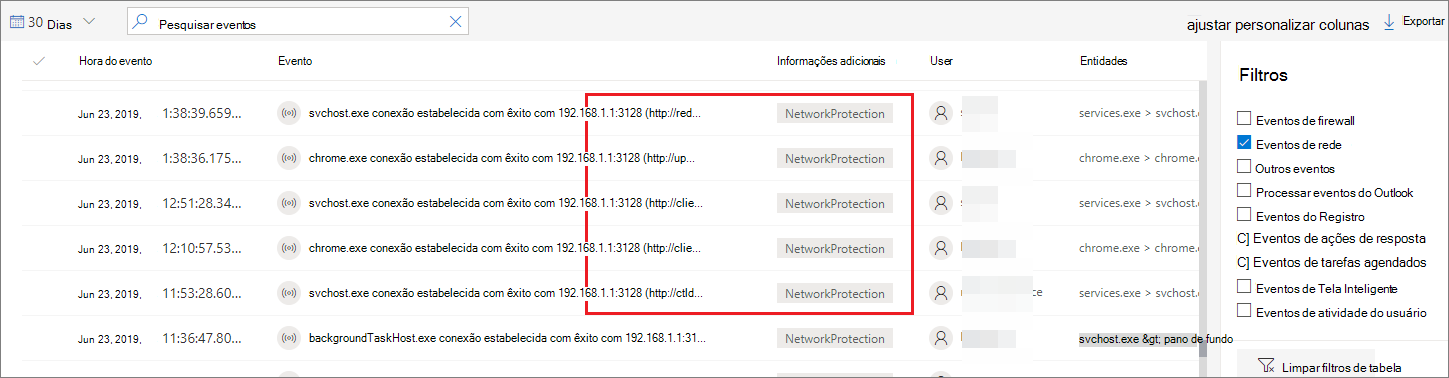 30 Dias
Pesquisar eventos
ajustar personalizar colunas
Exportar
Hora do evento Evento Informações adicionais User Entidades
Jun 23, 2019, 1:38:39.659... svchost.exe conexão estabelecida com êxito com 192.168.1.1:3128 (http://red... NetworkProtection services.exe > svchost.e
Jun 23, 2019, 1:38:36.175... chrome.exe conexão estabelecida com êxito com 192.168.1.1:3128 (http://up... NetworkProtection chrome.exe > chrome.e
Jun 23, 2019, 12:51:28.34... svchost.exe conexão estabelecida com êxito com 192.168.1.1:3128 (http://clie... NetworkProtection services.exe > svchost.e
Jun 23, 2019, 12:10:57.53... chrome.exe conexão estabelecida com êxito com 192.168.1.1:3128 (http://clie... NetworkProtection chrome.exe > chrome.e
Jun 23, 2019, 11:53:28.60... svchost.exe conexão estabelecida com êxito com 192.168.1.1:3128 (http://ctld... NetworkProtection services.exe > svchost.e
Jun 23, 2019, 11:36:47.80... backgroundTaskHost.exe conexão estabelecida com êxito com 192.168.1.1:31... NetworkProtection svchost.exe &gt; pano de fundo
Filtros
Eventos de firewall
Eventos de rede
Outros eventos
Processar eventos do Outlook
Eventos do Registro
C] Eventos de ações de resposta
C] Eventos de tarefas agendados
Eventos de Tela Inteligente
Eventos de atividade do usuário
Limpar filtros de tabela